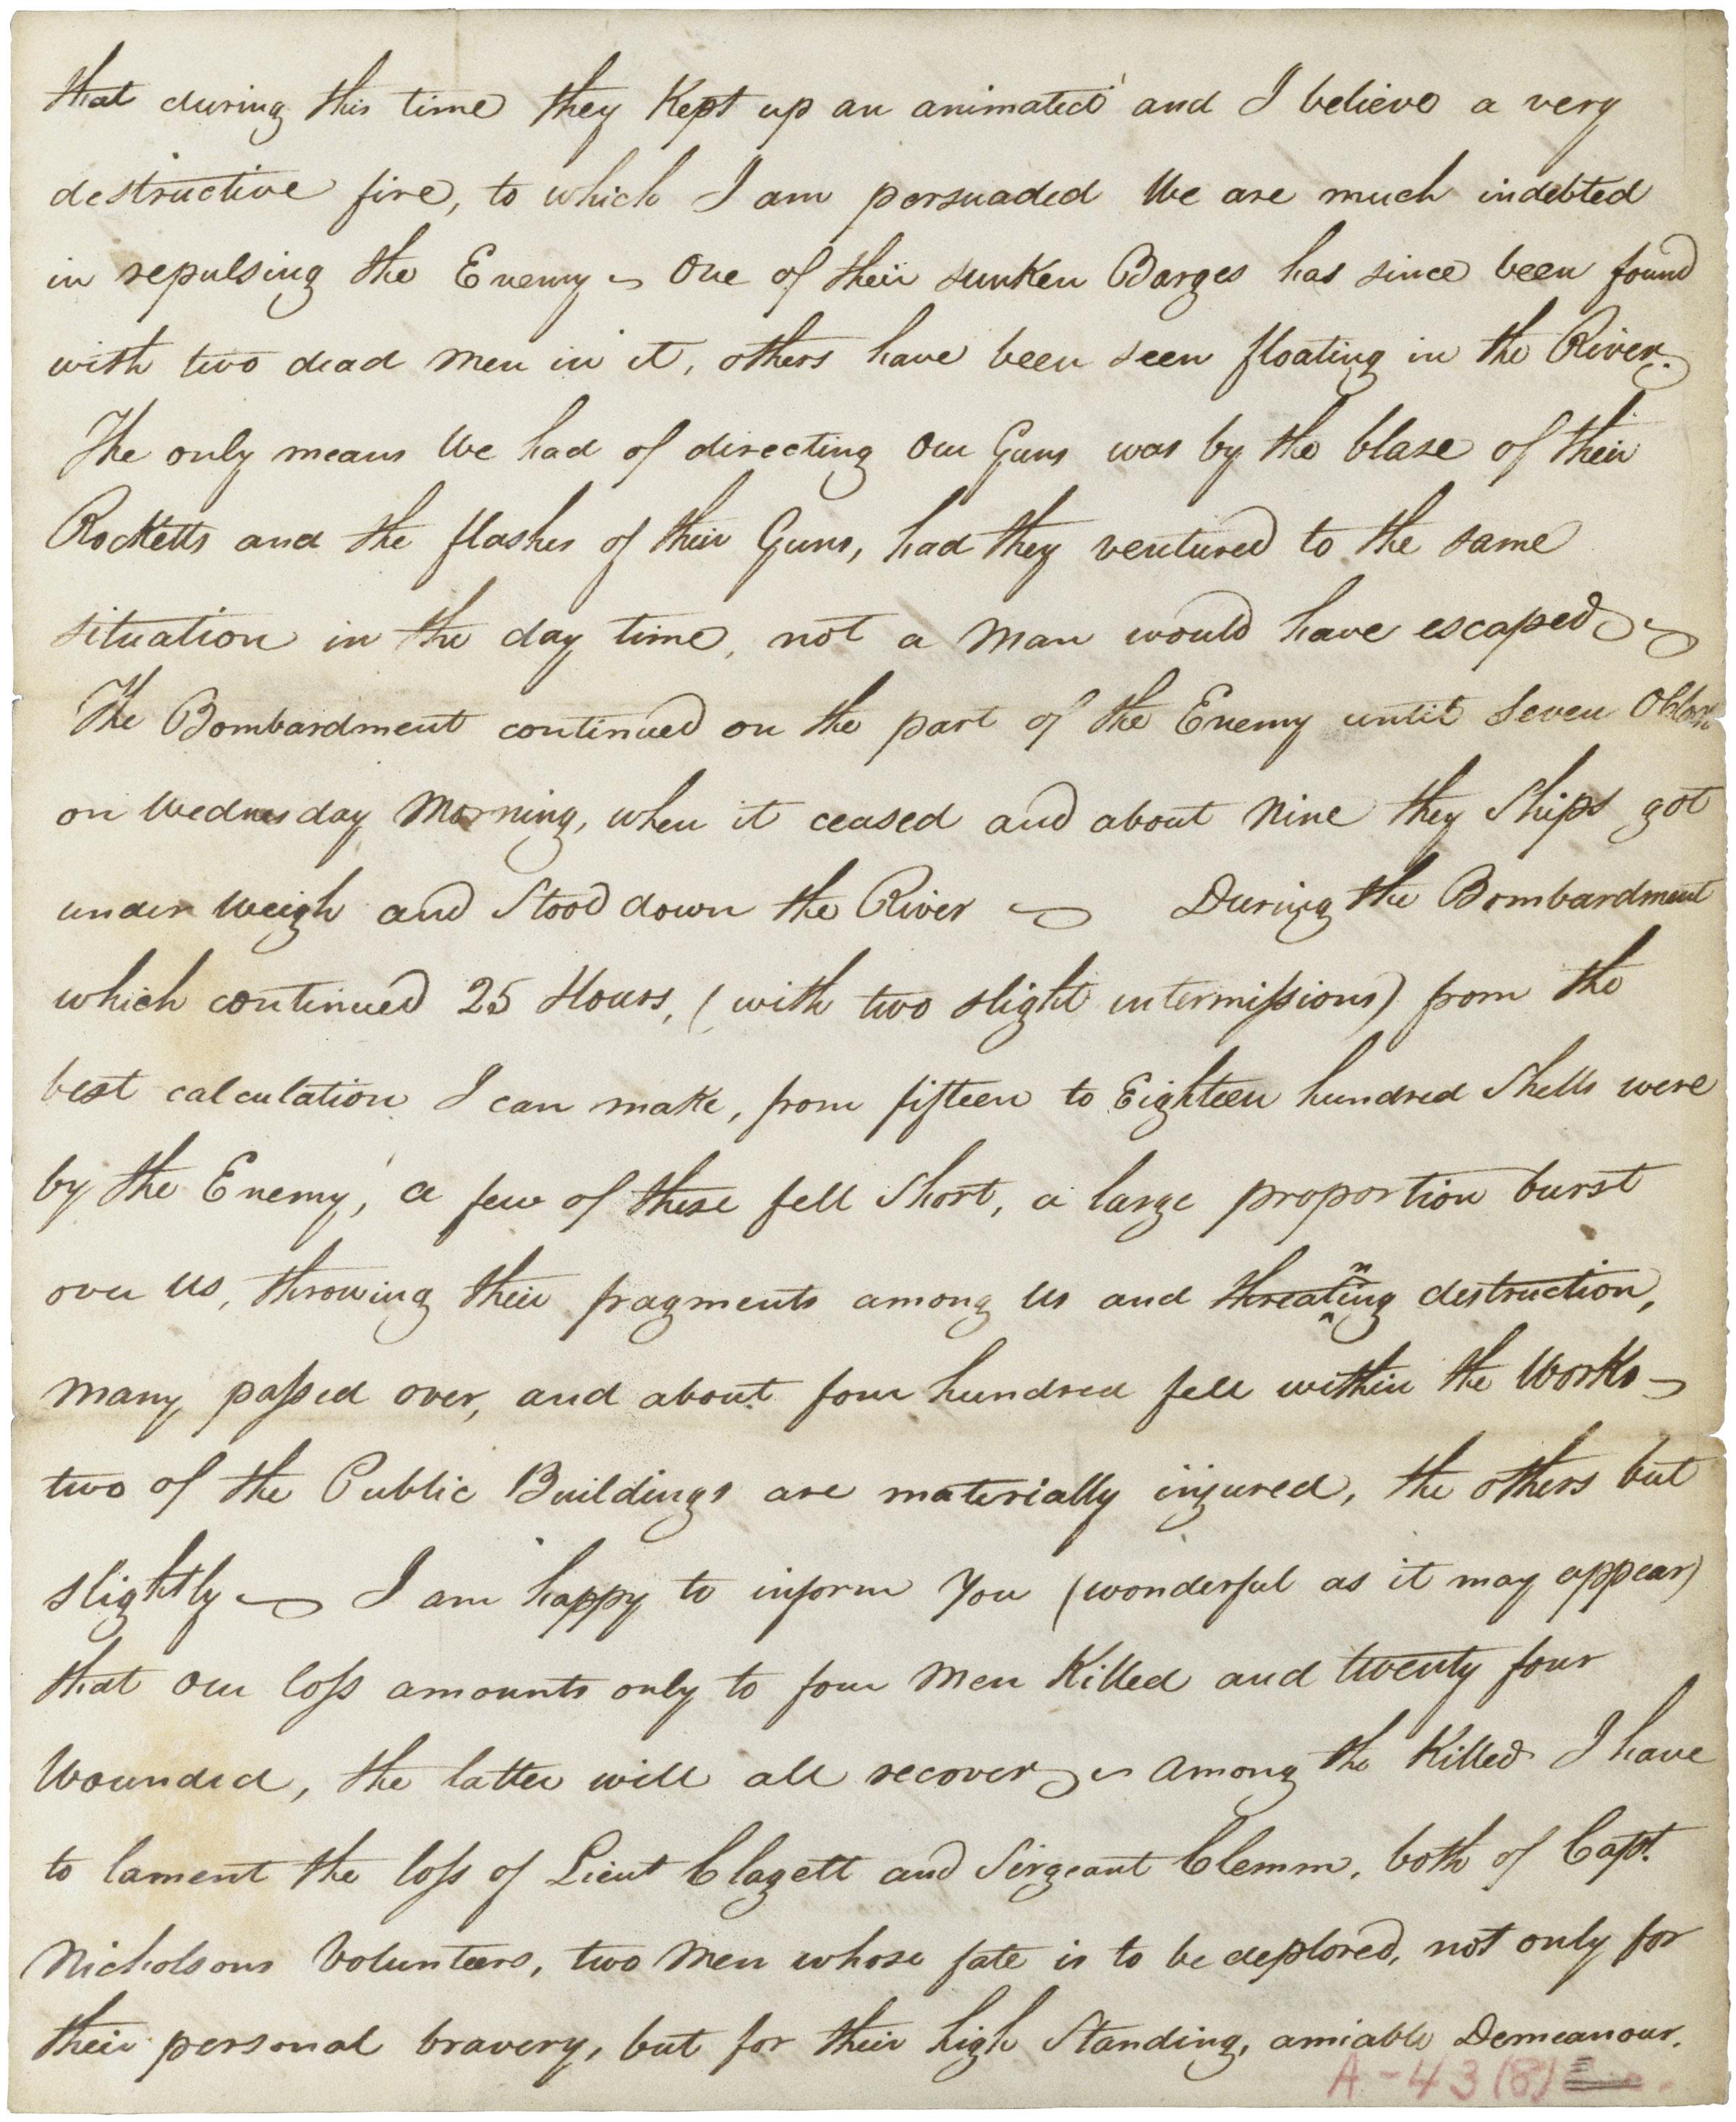 that during this time they Kept up an animated and I believe a very
destructive fire, to which I am persuaded We are much indebted
in repulsing the Enemy ~ One of their sunken Barges has since been found
with two dead Men in it, others have been seen floating in the River.
The only means We had of directing our Guns was by the blaze of their
Rocketts and the flashes of their Guns, had they ventured to the same
situation in the day time, not a Man would have escaped ~
The Bombardment continued on the part of the Enemy until Seven OClock
on Wednesday Morning, when it ceased and about Nine they Ships got
under Weigh and Stood down the River ~ During the Bombardment
which continued 25 Hours, (with two slight intermissions) from the
best calculation I can make, from fifteen to Eighteen hundred Shells were
by the Enemy, a few of these fell Short, a large proportion burst
over Us, throwing their fragments among Us and threatning destruction,
Many passed over, and about four hundred fell within the Works ~
two of the Public Buildings are materially injured, the others but
slightly ~ I am happy to inform You (wonderful as it may appear)
that our loss amounts only to four Men Killed and twenty four
Wounded, the latter will all recover ~ Among the Killed I have
to lament the loss of Lieut Clagett and Sergeant Clemm, both of Capt.
Nicholsons Volunteers, two Men whose fate is to be deplored, not only for
their personal bravery, but for their high Standing, amiable Demeanour.
A-43 (8)